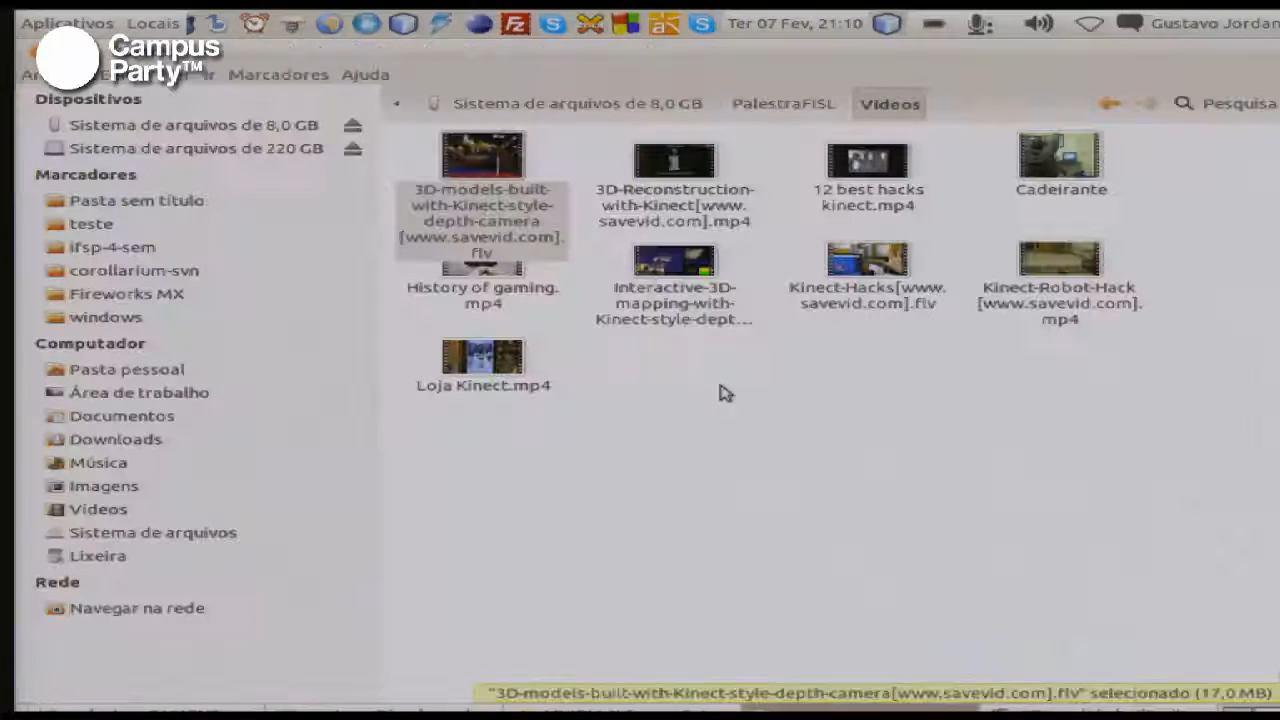 Aplicativos Locais Ter 07 Fev, 21:10 Gustavo Jordan
Campus
Party™
Marcadores Ajuda
Dispositivos
Sistema de arquivos de 8,0 GB
Sistema de arquivos de 220 GB
Marcadores
Pasta sem título
teste
ifsp-4-sem
corollarium-svn
Fireworks MX
windows
Computador
Pasta pessoal
Área de trabalho
Documentos
Downloads
Música
Imagens
Vídeos
Sistema de arquivos
Lixeira
Rede
Navegar na rede
Sistema de arquivos de 8,0 GB PalestraFISL Vídeos Pesquisa
3D-models-built-
with-Kinect-style-
depth-camera
[www.savevid.com].
flv
3D-Reconstruction-
with-Kinect[www.
savevid.com].mp4
12 best hacks
kinect.mp4
Cadeirante
History of gaming.
mp4
Interactive-3D-
mapping-with-
Kinect-style-dept...
Kinect-Hacks[www.
savevid.com].flv
Kinect-Robot-Hack
[www.savevid.com].
mp4
Loja Kinect.mp4
"3D-models-built-with-Kinect-style-depth-camera[www.savevid.com].flv" selecionado (17,0 MB)